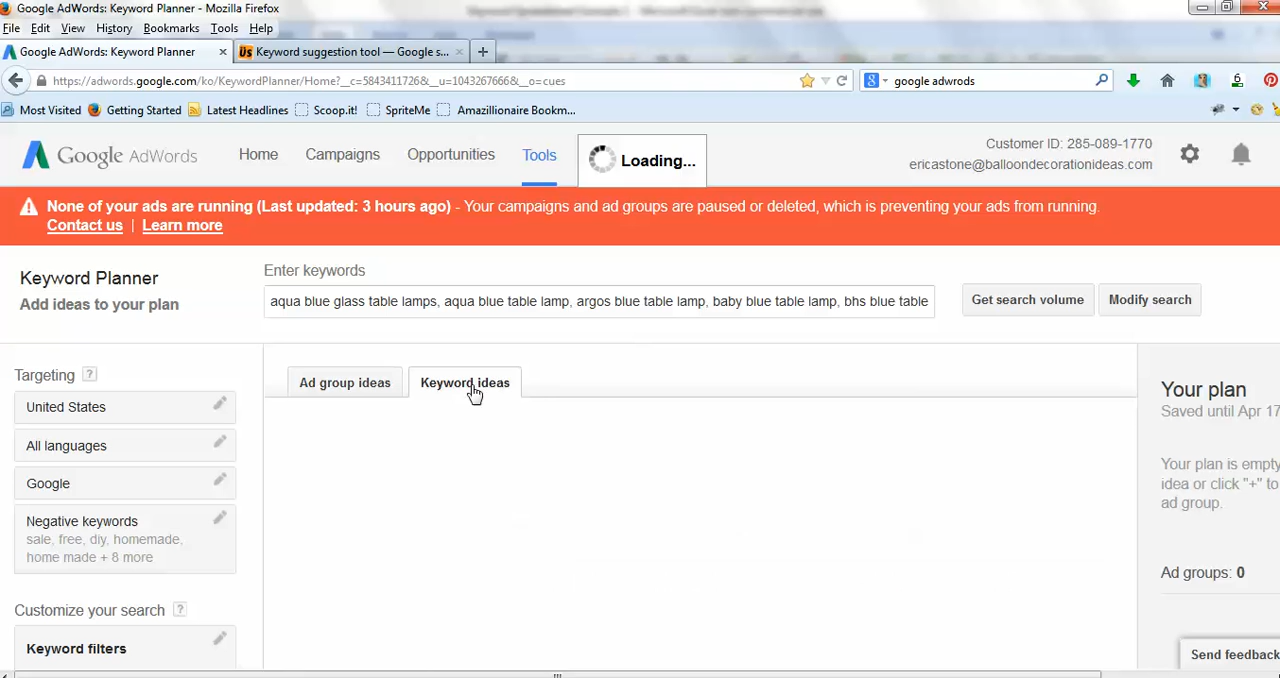 Google AdWords: Keyword Planner - Mozilla Firefox
File Edit View History Bookmarks Tools Help
Google AdWords: Keyword Planner × Us Keyword suggestion tool — Google s... × +
https://adwords.google.com/ko/KeywordPlanner/Home?__c=5843411726&__u=1043267666&__o=cues
google adwrods
Most Visited Getting Started Latest Headlines Scoop.it! SpriteMe Amazillionaire Bookm...
Google AdWords Home Campaigns Opportunities Tools Loading...
Customer ID: 285-089-1770
ericastone@balloondecorationideas.com
None of your ads are running (Last updated: 3 hours ago) - Your campaigns and ad groups are paused or deleted, which is preventing your ads from running.
Contact us | Learn more
Keyword Planner
Add ideas to your plan
Enter keywords
aqua blue glass table lamps, aqua blue table lamp, argos blue table lamp, baby blue table lamp, bhs blue table
Get search volume Modify search
Targeting ?
United States
All languages
Google
Negative keywords
sale, free, diy, homemade,
home made + 8 more
Customize your search ?
Keyword filters
Ad group ideas Keyword ideas
Your plan
Saved until Apr 17
Your plan is empty
idea or click "+" to
ad group.
Ad groups: 0
Send feedback